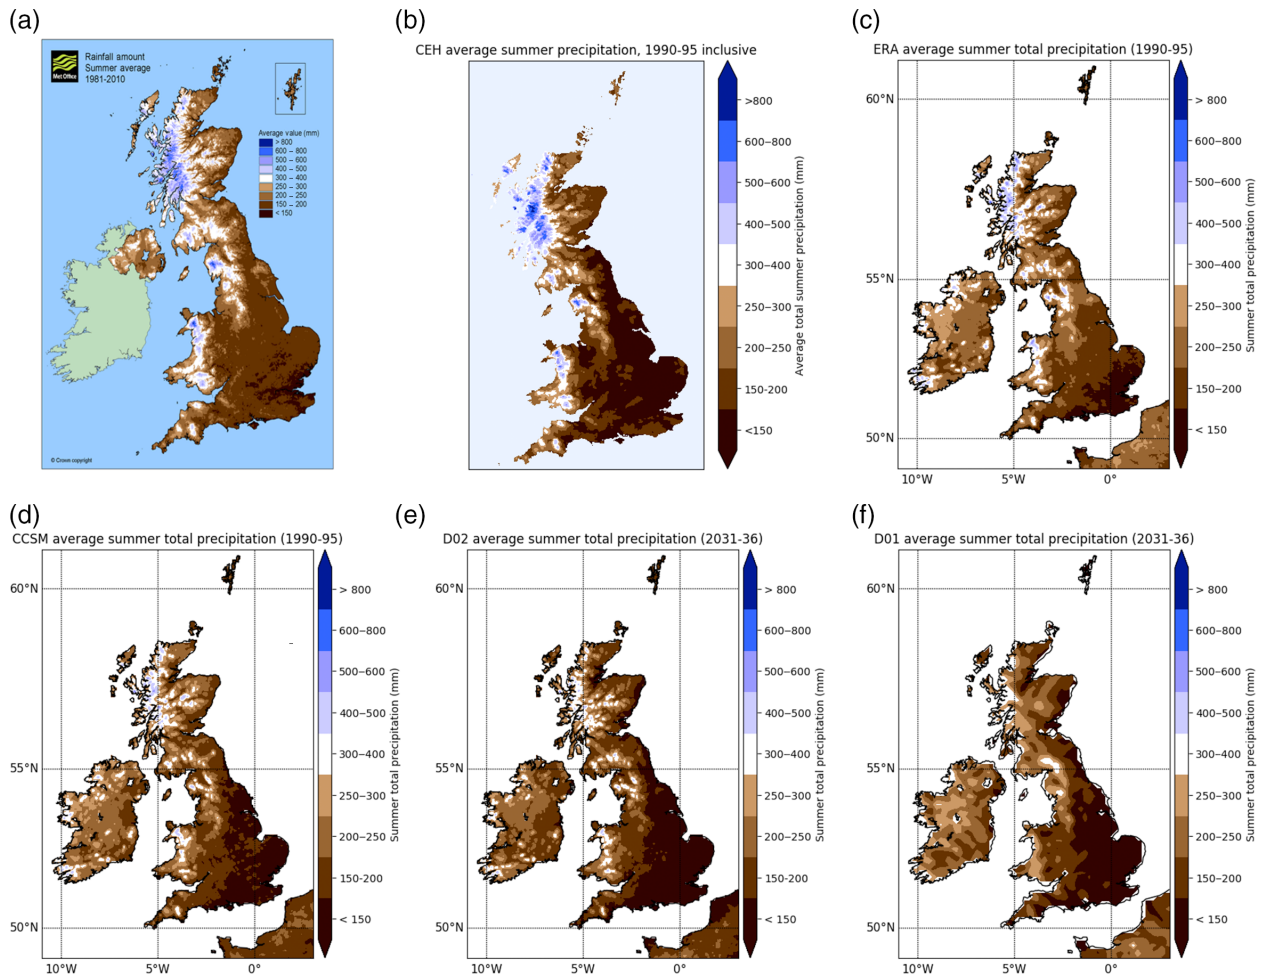 (a)
Met Office
Rainfall amount
Summer average
1981-2010
Average value (mm)
> 800
600 – 800
500 – 600
400 – 500
300 – 400
250 – 300
200 – 250
150 – 200
< 150
© Crown copyright
(b)
CEH average summer precipitation, 1990-95 inclusive
>800
600−800
500−600
400−500
300−400
250−300
200−250
150-200
<150
Average total summer precipitation (mm)
(c)
ERA average summer total precipitation (1990-95)
60°N
55°N
50°N
10°W
5°W
0°
> 800
600−800
500−600
400−500
300−400
250−300
200−250
150-200
< 150
Summer total precipitation (mm)
(d)
CCSM average summer total precipitation (1990-95)
60°N
55°N
50°N
10°W
5°W
0°
> 800
600−800
500−600
400−500
300−400
250−300
200−250
150-200
< 150
Summer total precipitation (mm)
(e)
D02 average summer total precipitation (2031-36)
60°N
55°N
50°N
10°W
5°W
0°
> 800
600−800
500−600
400−500
300−400
250−300
200−250
150-200
< 150
Summer total precipitation (mm)
(f)
D01 average summer total precipitation (2031-36)
60°N
55°N
50°N
10°W
5°W
0°
> 800
600−800
500−600
400−500
300−400
250−300
200−250
150-200
< 150
Summer total precipitation (mm)